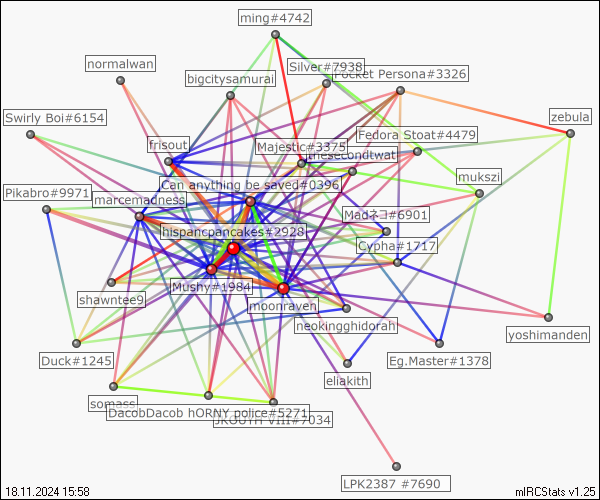 ming#4742
Silver#7938
Pocket Persona#3326
normalwan
bigcitysamurai
Swirly Boi#6154
zebula
Fedora Stoat#4479
frisout
Majestic#3375
thesecondtwat
mukszi
Can anything be saved#0396
Pikabro#9971
marcemadness
Madネコ#6901
hispancpancakes#2928
Cypha#1717
Mushy#1984
shawntee9
moonraven
neokingghidorah
yoshimanden
Duck#1245
Eg.Master#1378
eliakith
somass
DacobDacob hORNY police#5271
JROUTH VIII#7034
LPK2387 #7690
18.11.2024 15:58
mIRCStats v1.25